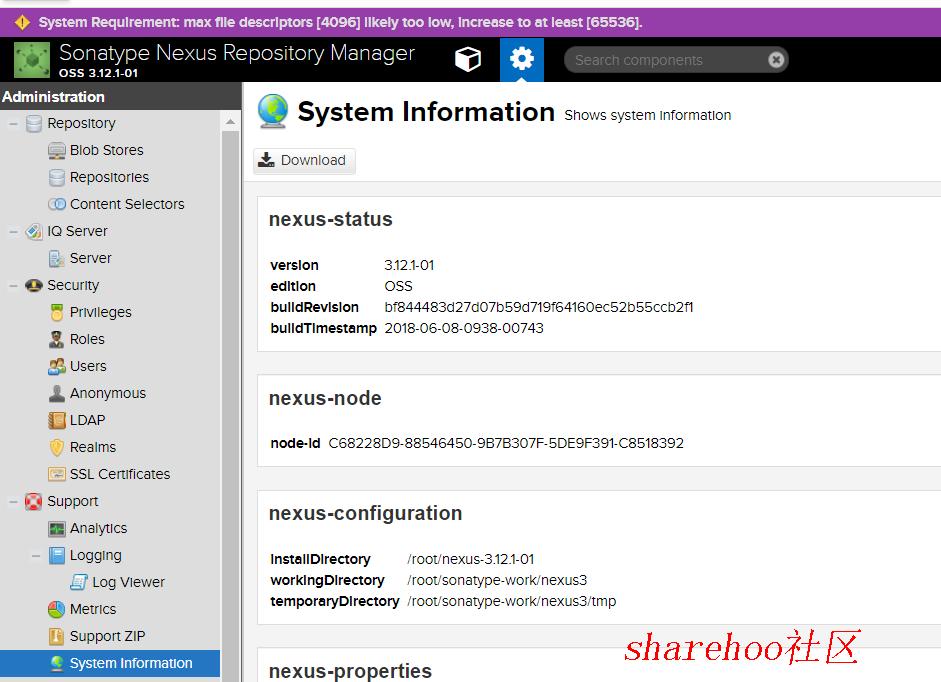 System Requirement: max file descriptors [4096] likely too low, increase to at least [65536].
Sonatype Nexus Repository Manager
OSS 3.12.1-01
Search components
Administration
Repository
Blob Stores
Repositories
Content Selectors
IQ Server
Server
Security
Privileges
Roles
Users
Anonymous
LDAP
Realms
SSL Certificates
Support
Analytics
Logging
Log Viewer
Metrics
Support ZIP
System Information
System Information Shows system information
Download
nexus-status
version 3.12.1-01
edition OSS
buildRevision bf844483d27d07b59d719f64160ec52b55ccb2f1
buildTimestamp 2018-06-08-0938-00743
nexus-node
node-id C68228D9-88546450-9B7B307F-5DE9F391-C8518392
nexus-configuration
installDirectory /root/nexus-3.12.1-01
workingDirectory /root/sonatype-work/nexus3
temporaryDirectory /root/sonatype-work/nexus3/tmp
nexus-properties
sharehoo社区